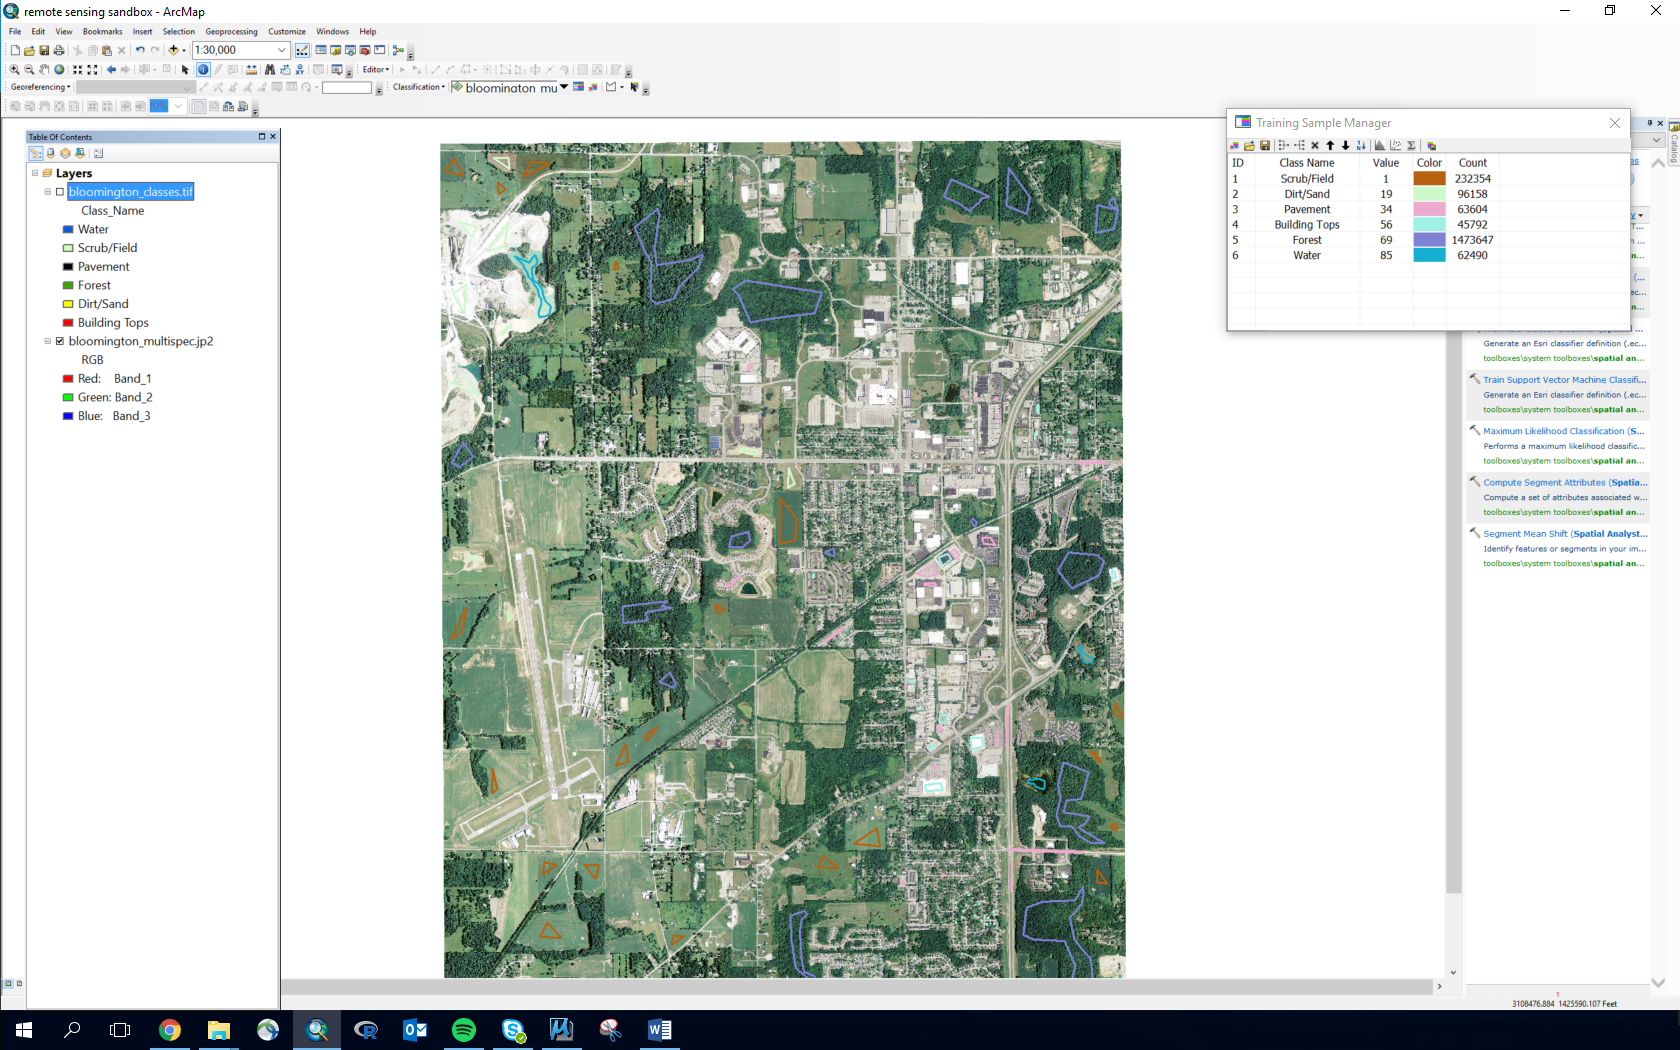 remote sensing sandbox - ArcMap
File Edit View Bookmarks Insert Selection Geoprocessing Customize Windows Help
1:30,000
Editor
Georeferencing
Classification
bloomington mu
Table Of Contents
Layers
bloomington_classes.tif
Class_Name
Water
Scrub/Field
Pavement
Forest
Dirt/Sand
Building Tops
bloomington_multispec.jp2
RGB
Red: Band_1
Green: Band_2
Blue: Band_3
Training Sample Manager
ID Class Name Value Color Count
1 Scrub/Field 1 232354
2 Dirt/Sand 19 96158
3 Pavement 34 63604
4 Building Tops 56 45792
5 Forest 69 1473647
6 Water 85 62490
Catalog
Generate an Esri classifier definition (.ec...
toolboxes\system toolboxes\spatial an...
Train Support Vector Machine Classifi...
Generate an Esri classifier definition (.ec...
toolboxes\system toolboxes\spatial an...
Maximum Likelihood Classification (S...
Performs a maximum likelihood classific...
toolboxes\system toolboxes\spatial an...
Compute Segment Attributes (Spatia...
Compute a set of attributes associated w...
toolboxes\system toolboxes\spatial an...
Segment Mean Shift (Spatial Analyst...
Identify features or segments in your im...
toolboxes\system toolboxes\spatial an...
3108476.884 1425590.107 Feet